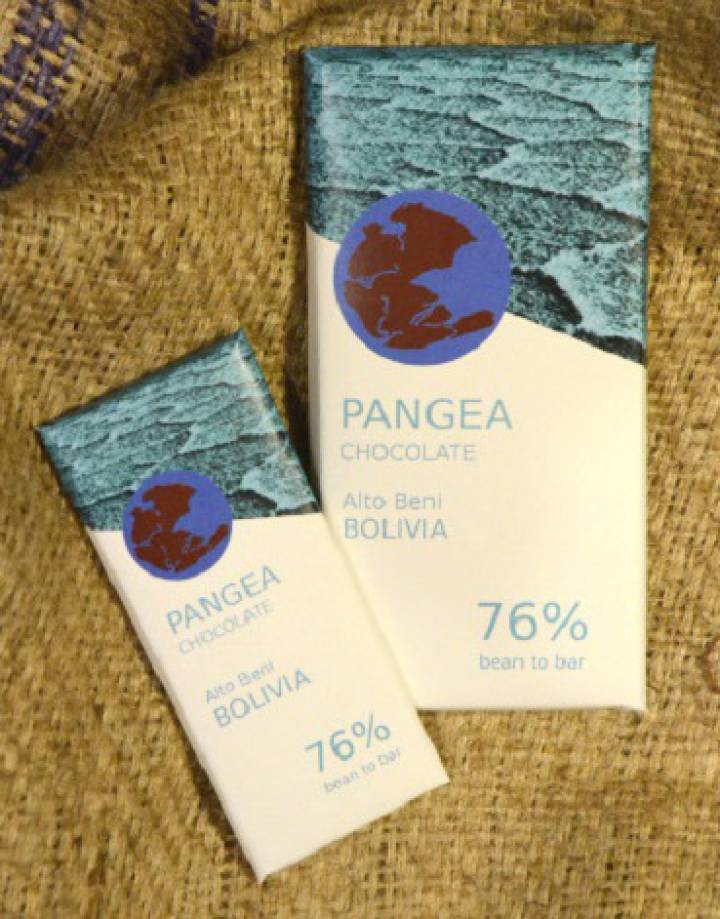 PANGEA
CHOCOLATE
Alto Beni
BOLIVIA
76%
bean to bar
PANGEA
CHOCOLATE
Alto Beni
BOLIVIA
76%
bean to bar